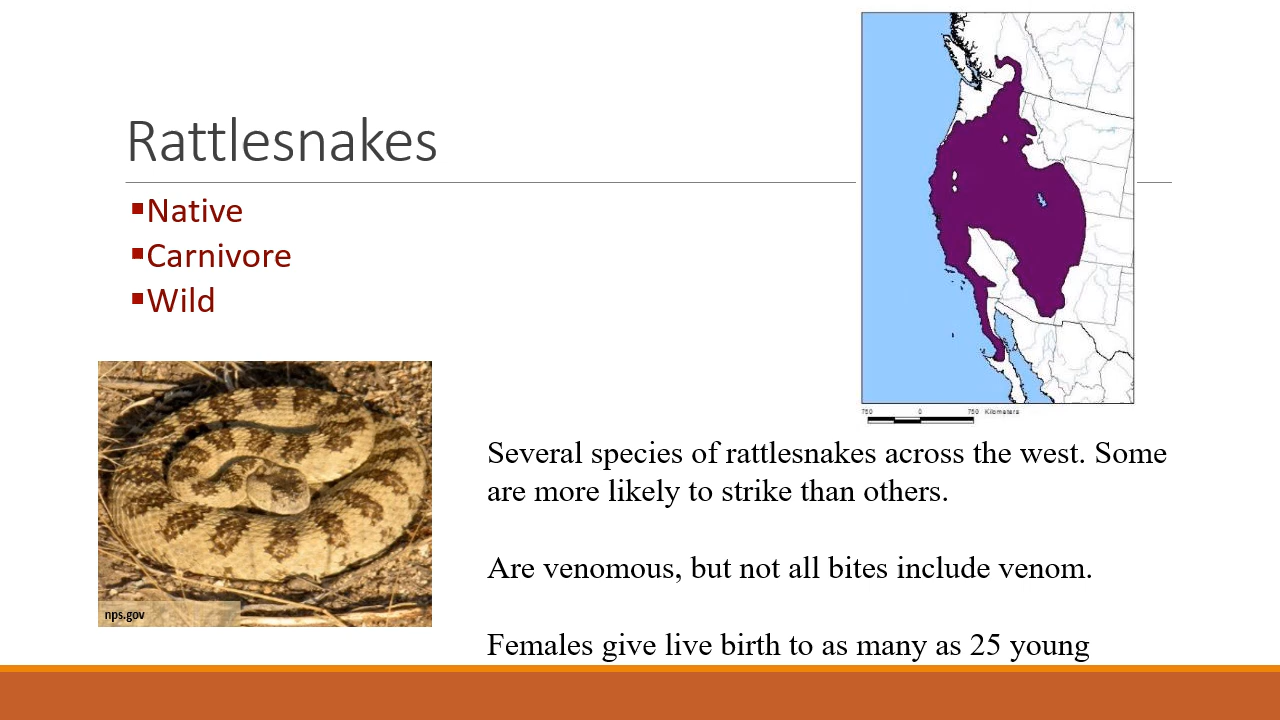 Rattlesnakes
▪Native
▪Carnivore
▪Wild
750 0 750 Kilometers
nps.gov
Several species of rattlesnakes across the west. Some
are more likely to strike than others.
Are venomous, but not all bites include venom.
Females give live birth to as many as 25 young